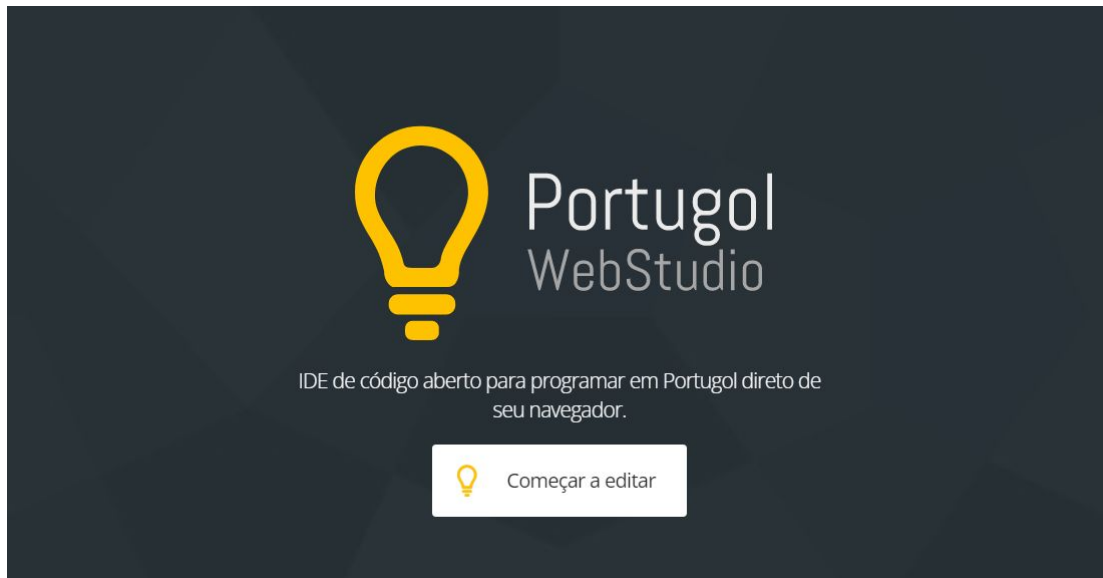 Portugol
WebStudio
IDE de código aberto para programar em Portugol direto de
seu navegador.
Começar a editar